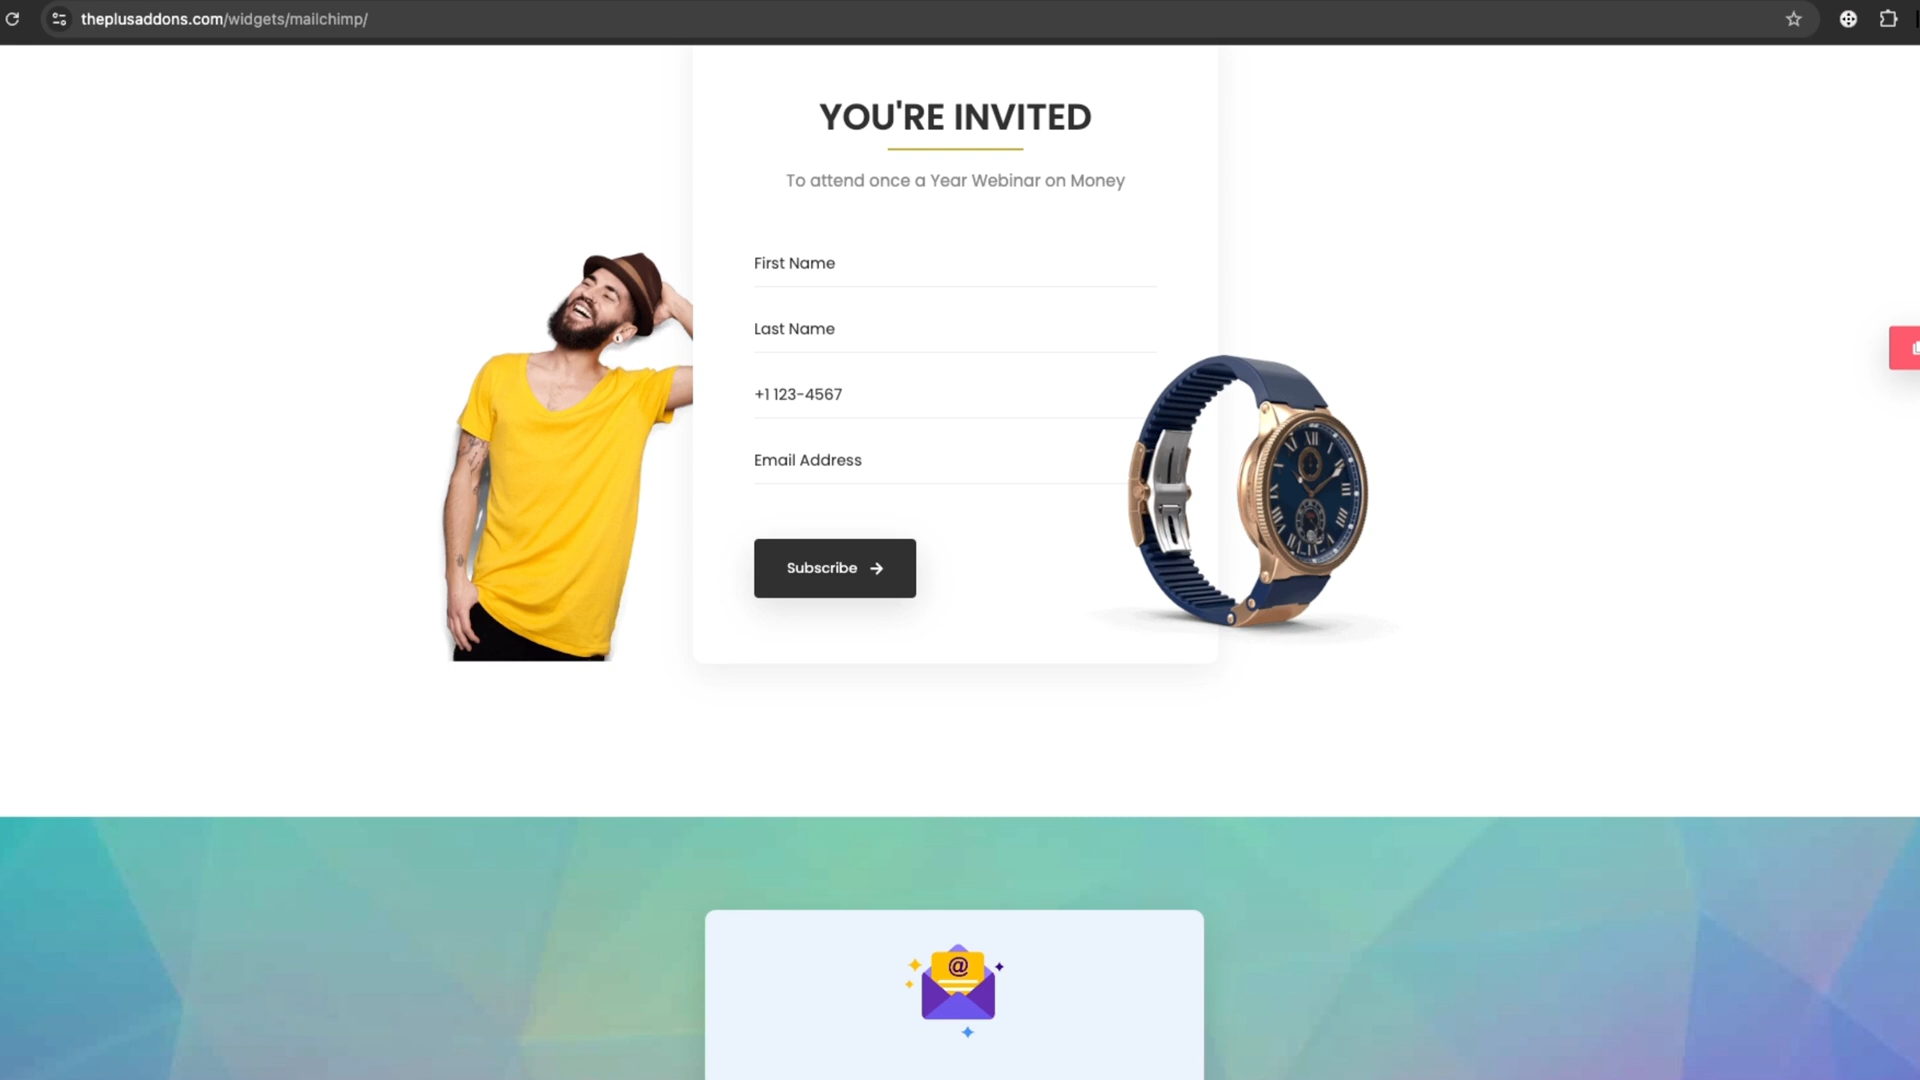 theplusaddons.com/widgets/mailchimp/
YOU'RE INVITED
To attend once a Year Webinar on Money
First Name
Last Name
+1 123-4567
Email Address
Subscribe
@